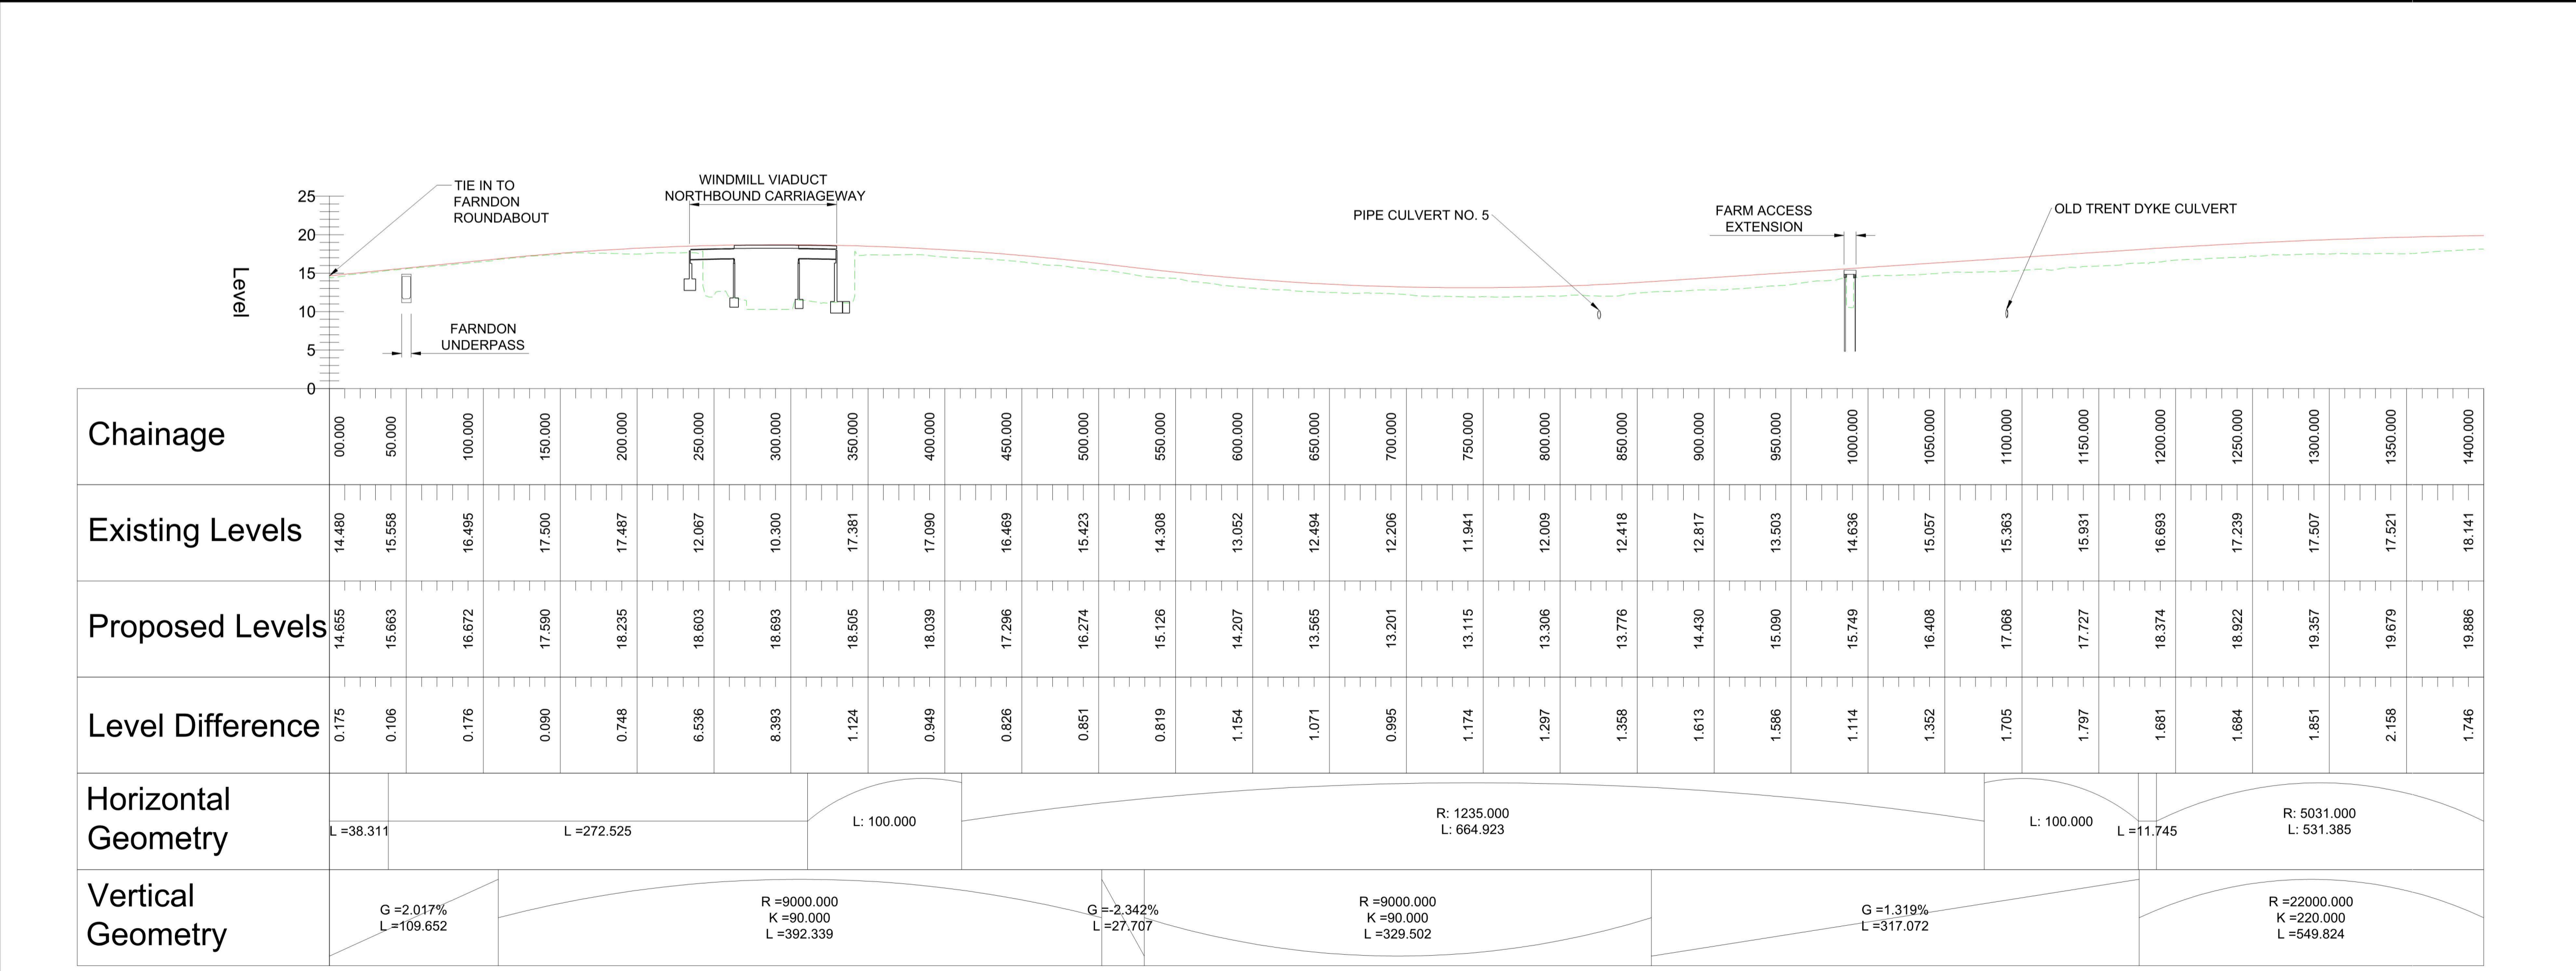 TIE IN TO
FARNDON
ROUNDABOUT
WINDMILL VIADUCT
NORTHBOUND CARRIAGEWAY
PIPE CULVERT NO. 5
FARM ACCESS
EXTENSION
OLD TRENT DYKE CULVERT
25
20
15
10
5
0
Level
FARNDON
UNDERPASS
Chainage
00.000 50.000 100.000 150.000 200.000 250.000 300.000 350.000 400.000 450.000 500.000 550.000 600.000 650.000 700.000 750.000 800.000 850.000 900.000 950.000 1000.000 1050.000 1100.000 1150.000 1200.000 1250.000 1300.000 1350.000 1400.000
Existing Levels
14.480 15.558 16.495 17.500 17.487 12.067 10.300 17.381 17.090 16.469 15.423 14.308 13.052 12.494 12.206 11.941 12.009 12.418 12.817 13.503 14.636 15.057 15.363 15.931 16.693 17.239 17.507 17.521 18.141
Proposed Levels
14.655 15.663 16.672 17.590 18.235 18.603 18.693 18.505 18.039 17.296 16.274 15.126 14.207 13.565 13.201 13.115 13.306 13.776 14.430 15.090 15.749 16.408 17.068 17.727 18.374 18.922 19.357 19.679 19.886
Level Difference
0.175 0.106 0.176 0.090 0.748 6.536 8.393 1.124 0.949 0.826 0.851 0.819 1.154 1.071 0.995 1.174 1.297 1.358 1.613 1.586 1.114 1.352 1.705 1.797 1.681 1.684 1.851 2.158 1.746
Horizontal
Geometry
L =38.311
L =272.525
L: 100.000
R: 1235.000
L: 664.923
L: 100.000
L =11.745
R: 5031.000
L: 531.385
Vertical
Geometry
G =2.017%
L =109.652
R =9000.000
K =90.000
L =392.339
G =-2.342%
L =27.707
R =9000.000
K =90.000
L =329.502
G =1.319%
L =317.072
R =22000.000
K =220.000
L =549.824